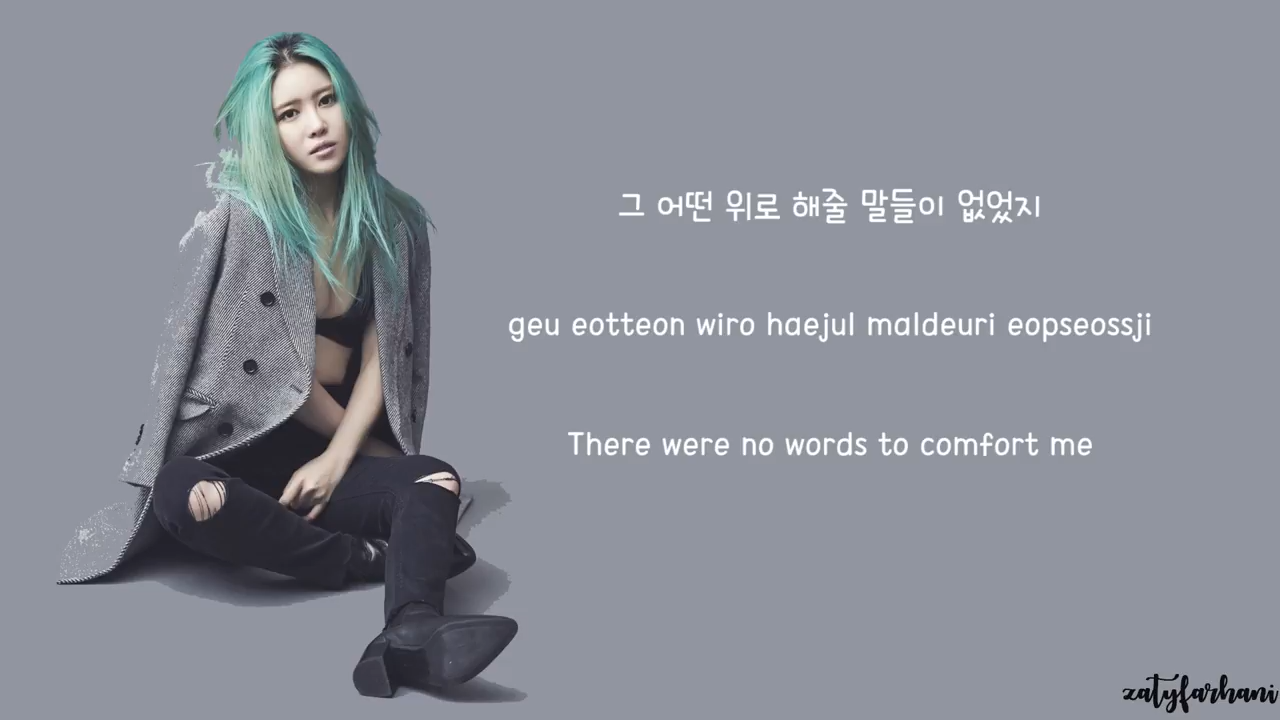 그 어떤 위로 해줄 말들이 없었지
geu eotteon wiro haejul maldeuri eopseossji
There were no words to comfort me
zatyfarhani